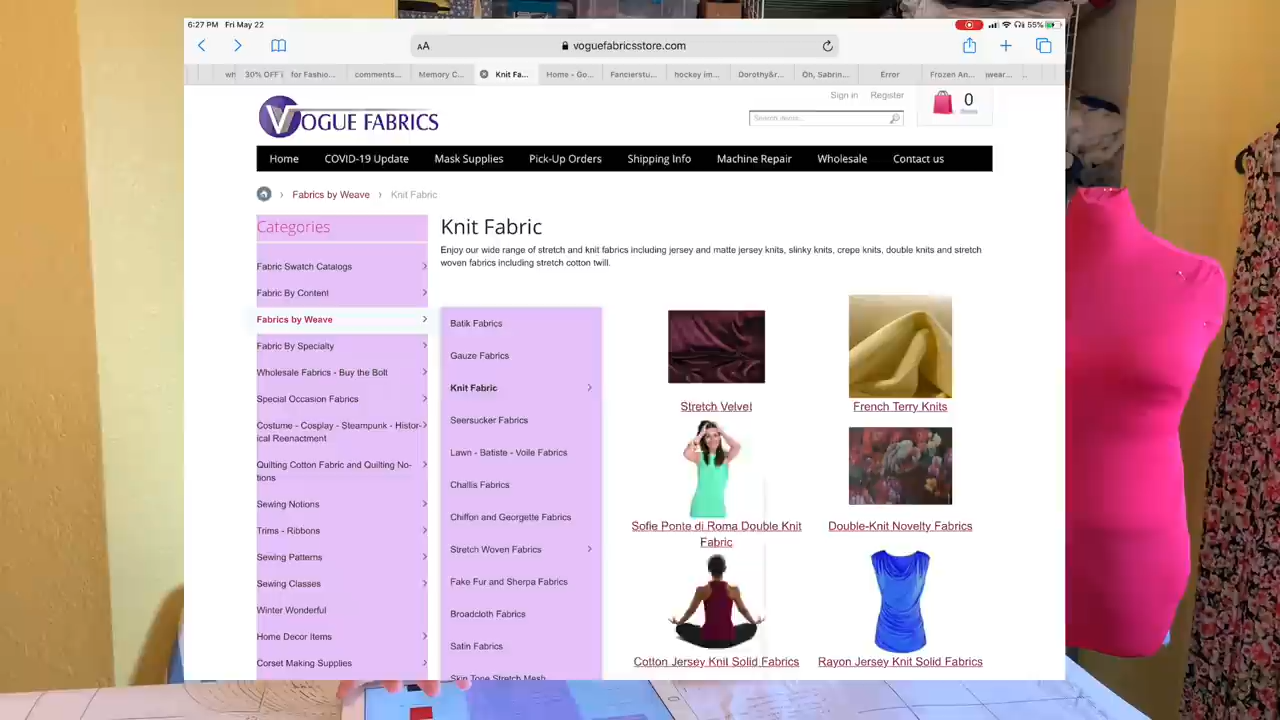 6:27 PM Fri May 22
55%
AA
voguefabricsstore.com
wh
30% OFF
for Fashio...
comments...
Memory C...
Knit Fa...
Home - Go...
Fancierstu...
hockey im...
Dorothy&r...
Oh, Sabrin...
Error
Frozen An...
Sign in Register
0
VOGUE FABRICS
Search items...
Home COVID-19 Update Mask Supplies Pick-Up Orders Shipping Info Machine Repair Wholesale Contact us
› Fabrics by Weave › Knit Fabric
Categories
Fabric Swatch Catalogs
Fabric By Content
Fabrics by Weave
Fabric By Specialty
Wholesale Fabrics - Buy the Bolt
Special Occasion Fabrics
Costume - Cosplay - Steampunk - Histor-
ical Reenactment
Quilting Cotton Fabric and Quilting No-
tions
Sewing Notions
Trims - Ribbons
Sewing Patterns
Sewing Classes
Winter Wonderful
Home Decor Items
Corset Making Supplies
Knit Fabric
Enjoy our wide range of stretch and knit fabrics including jersey and matte jersey knits, slinky knits, crepe knits, double knits and stretch
woven fabrics including stretch cotton twill.
Batik Fabrics
Gauze Fabrics
Knit Fabric
Seersucker Fabrics
Lawn - Batiste - Voile Fabrics
Challis Fabrics
Chiffon and Georgette Fabrics
Stretch Woven Fabrics
Fake Fur and Sherpa Fabrics
Broadcloth Fabrics
Satin Fabrics
Skin Tone Stretch Mesh
Stretch Velvet
French Terry Knits
Sofie Ponte di Roma Double Knit
Fabric
Double-Knit Novelty Fabrics
Cotton Jersey Knit Solid Fabrics
Rayon Jersey Knit Solid Fabrics